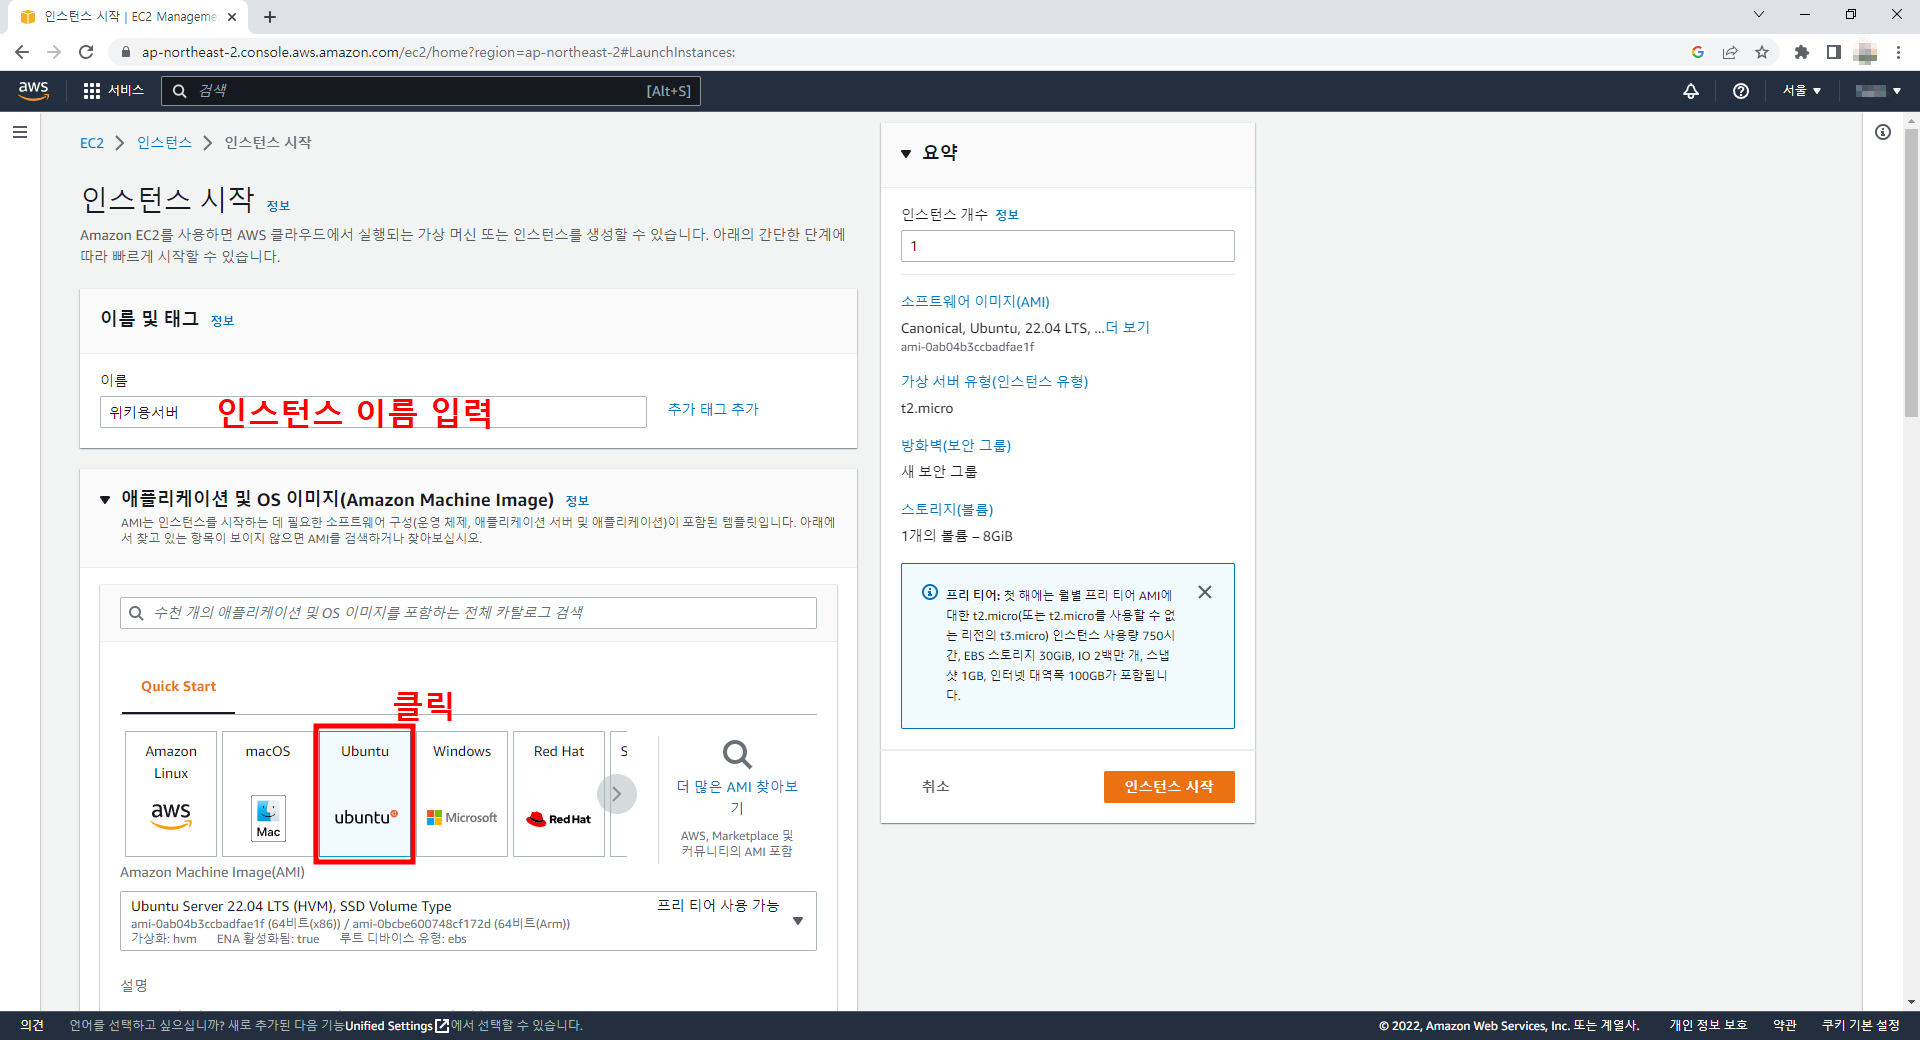 인스턴스 시작 | EC2 Manageme
ap-northeast-2.console.aws.amazon.com/ec2/home?region=ap-northeast-2#LaunchInstances:
aws 서비스 검색 [Alt+S] 서울
EC2 인스턴스 인스턴스 시작
인스턴스 시작 정보
Amazon EC2를 사용하면 AWS 클라우드에서 실행되는 가상 머신 또는 인스턴스를 생성할 수 있습니다. 아래의 간단한 단계에
따라 빠르게 시작할 수 있습니다.
이름 및 태그 정보
이름
위키용서버 인스턴스 이름 입력 추가 태그 추가
애플리케이션 및 OS 이미지(Amazon Machine Image) 정보
AMI는 인스턴스를 시작하는 데 필요한 소프트웨어 구성(운영 체제, 애플리케이션 서버 및 애플리케이션)이 포함된 템플릿입니다. 아래에
서 찾고 있는 항목이 보이지 않으면 AMI를 검색하거나 찾아보십시오.
수천 개의 애플리케이션 및 OS 이미지를 포함하는 전체 카탈로그 검색
Quick Start
클릭
Amazon
Linux
aws
macOS
Mac
Ubuntu
ubuntu
Windows
Microsoft
Red Hat
Red Hat
S
더 많은 AMI 찾아보
기
AWS, Marketplace 및
커뮤니티의 AMI 포함
Amazon Machine Image(AMI)
Ubuntu Server 22.04 LTS (HVM), SSD Volume Type 프리 티어 사용 가능
ami-0ab04b3ccbadfae1f (64비트(x86)) / ami-0bcbe600748cf172d (64비트(Arm))
가상화: hvm ENA 활성화됨: true 루트 디바이스 유형: ebs
설명
요약
인스턴스 개수 정보
1
소프트웨어 이미지(AMI)
Canonical, Ubuntu, 22.04 LTS, ...더 보기
ami-0ab04b3ccbadfae1f
가상 서버 유형(인스턴스 유형)
t2.micro
방화벽(보안 그룹)
새 보안 그룹
스토리지(볼륨)
1개의 볼륨 – 8GiB
프리 티어: 첫 해에는 월별 프리 티어 AMI에
대한 t2.micro(또는 t2.micro를 사용할 수 없
는 리전의 t3.micro) 인스턴스 사용량 750시
간, EBS 스토리지 30GiB, IO 2백만 개, 스냅
샷 1GB, 인터넷 대역폭 100GB가 포함됩니
다.
취소 인스턴스 시작
의견 언어를 선택하고 싶으십니까? 새로 추가된 다음 기능Unified Settings에서 선택할 수 있습니다.
© 2022, Amazon Web Services, Inc. 또는 계열사. 개인 정보 보호 약관 쿠키 기본 설정